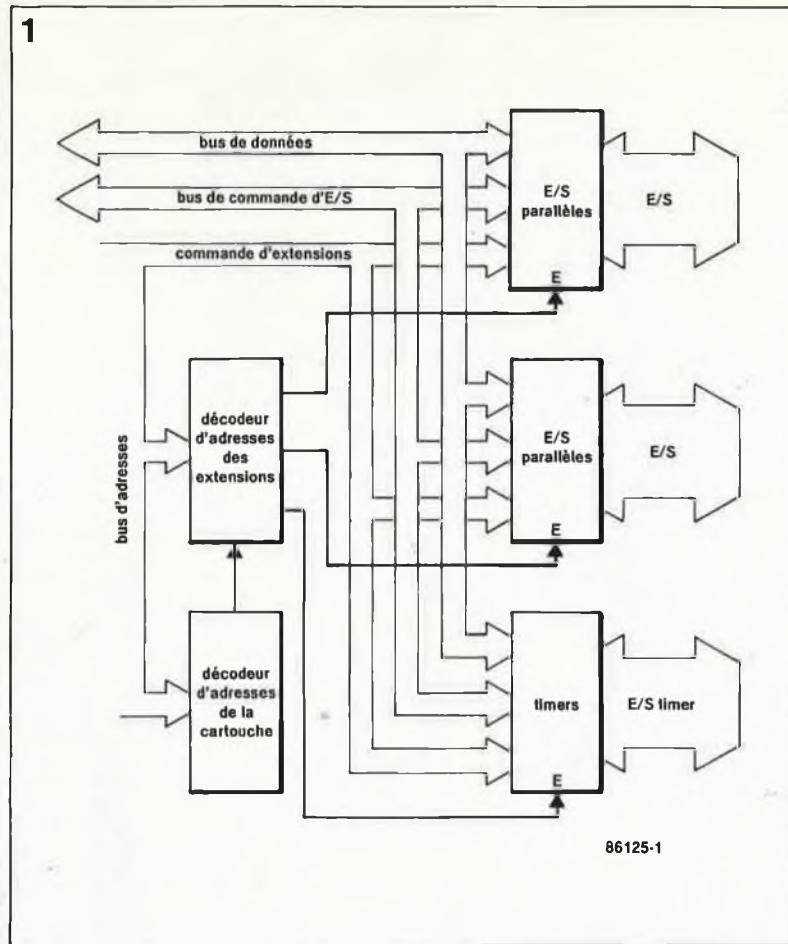 1
bus de données
bus de commande d'E/S
commande d'extensions
E/S
parallèles
E
E/S
bus d'adresses
décodeur
d'adresses
des
extensions
E/S
parallèles
E
E/S
décodeur
d'adresses
de la
cartouche
timers
E
E/S timer
86125-1